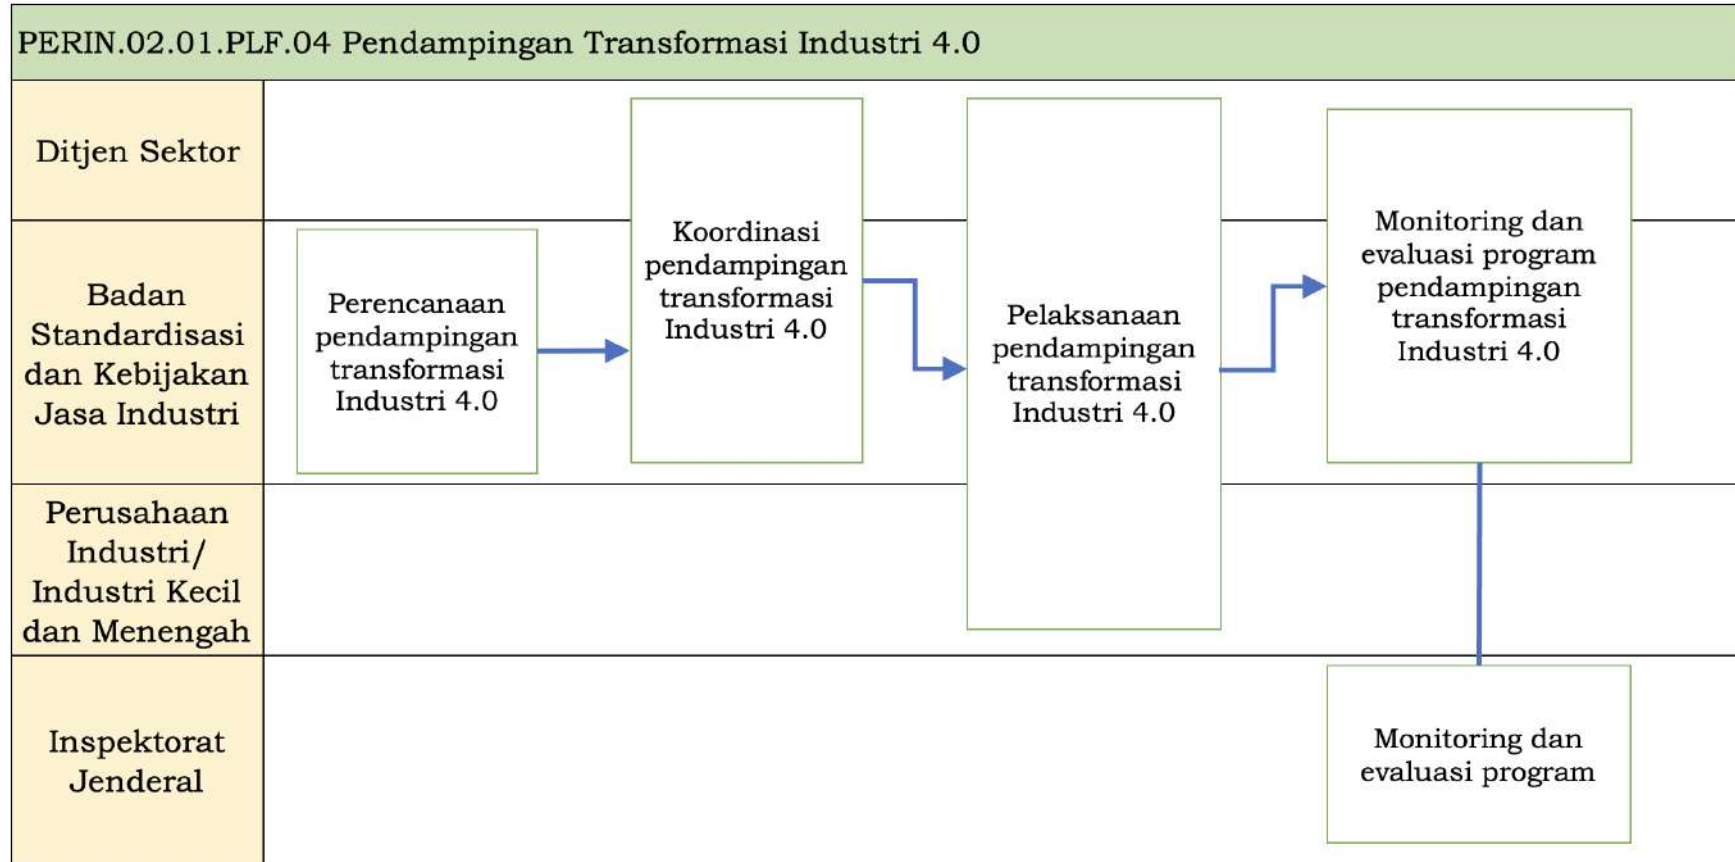 PERIN.02.01.PLF.04 Pendampingan Transformasi Industri 4.0
Ditjen Sektor
Badan
Standardisasi
dan Kebijakan
Jasa Industri
Perusahaan
Industri/
Industri Kecil
dan Menengah
Inspektorat
Jenderal
Perencanaan
pendampingan
transformasi
Industri 4.0
Koordinasi
pendampingan
transformasi
Industri 4.0
Pelaksanaan
pendampingan
transformasi
Industri 4.0
Monitoring dan
evaluasi program
pendampingan
transformasi
Industri 4.0
Monitoring dan
evaluasi program